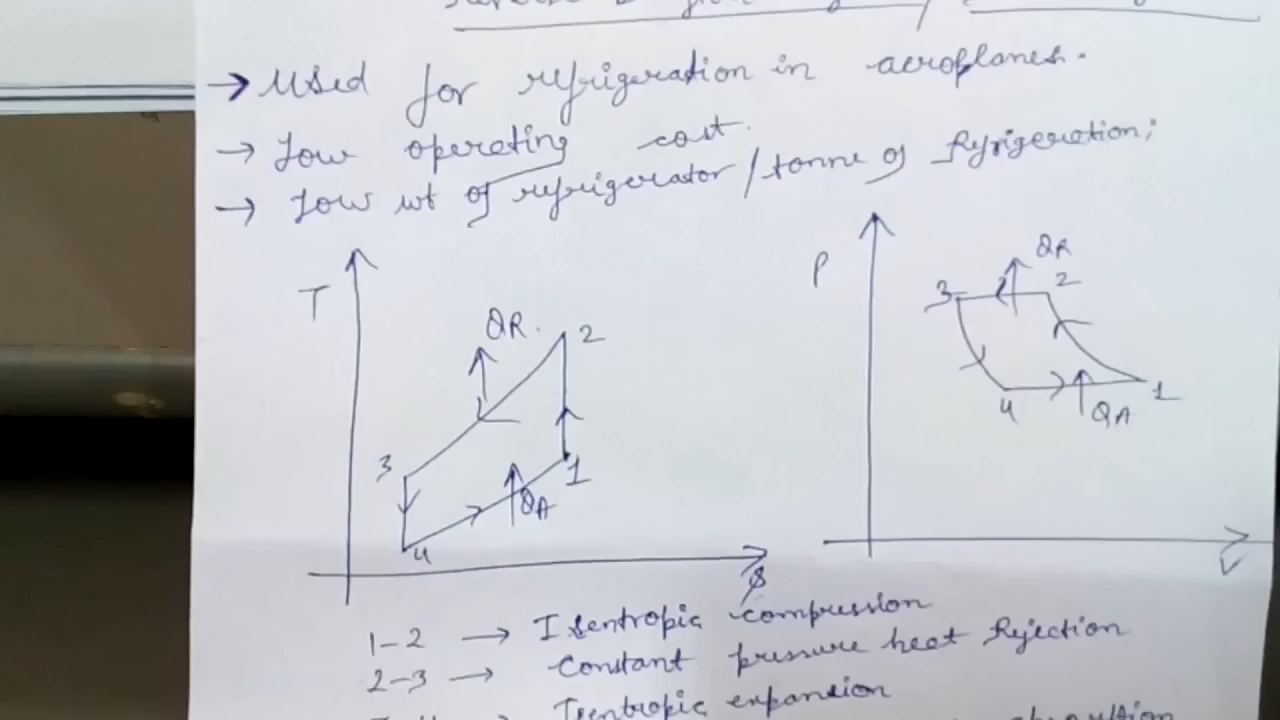 → Used for refrigeration in aeroplanes.
→ Low operating cost.
→ Low wt of refrigerator / tonne of Refrigeration;
T
QR.
2
3
1
QA
4
S
P
QR
3
2
4
QA
1
V
1-2 → Isentropic compression
2-3 → Constant pressure heat Rejection
Isentropic expansion